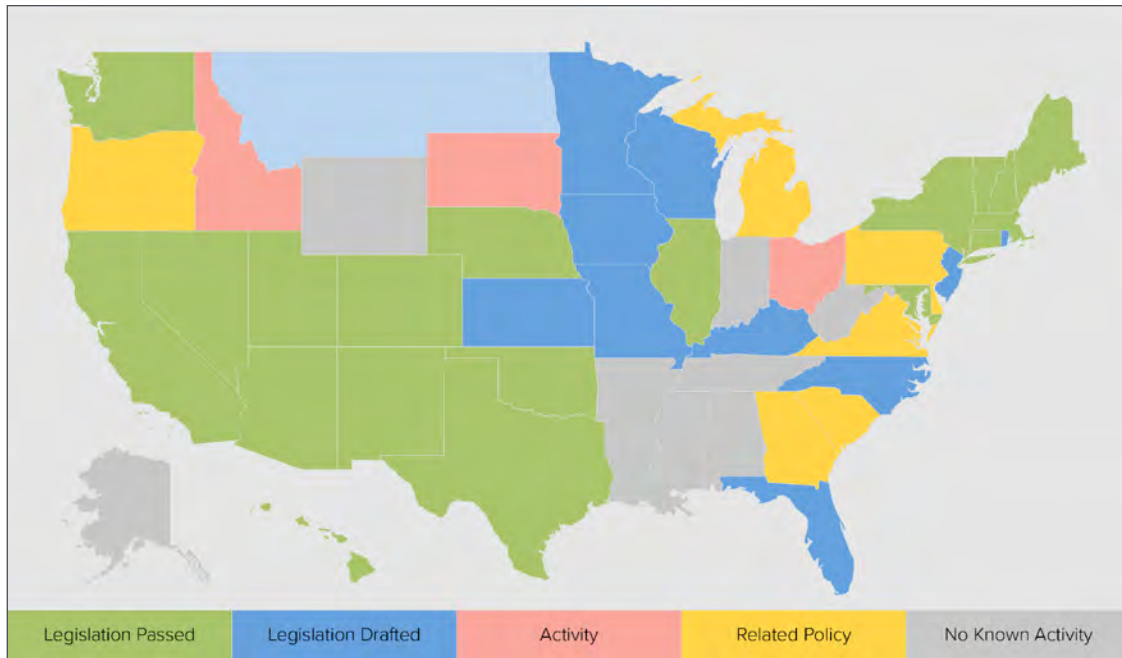 Legislation Passed
Legislation Drafted
Activity
Related Policy
No Known Activity